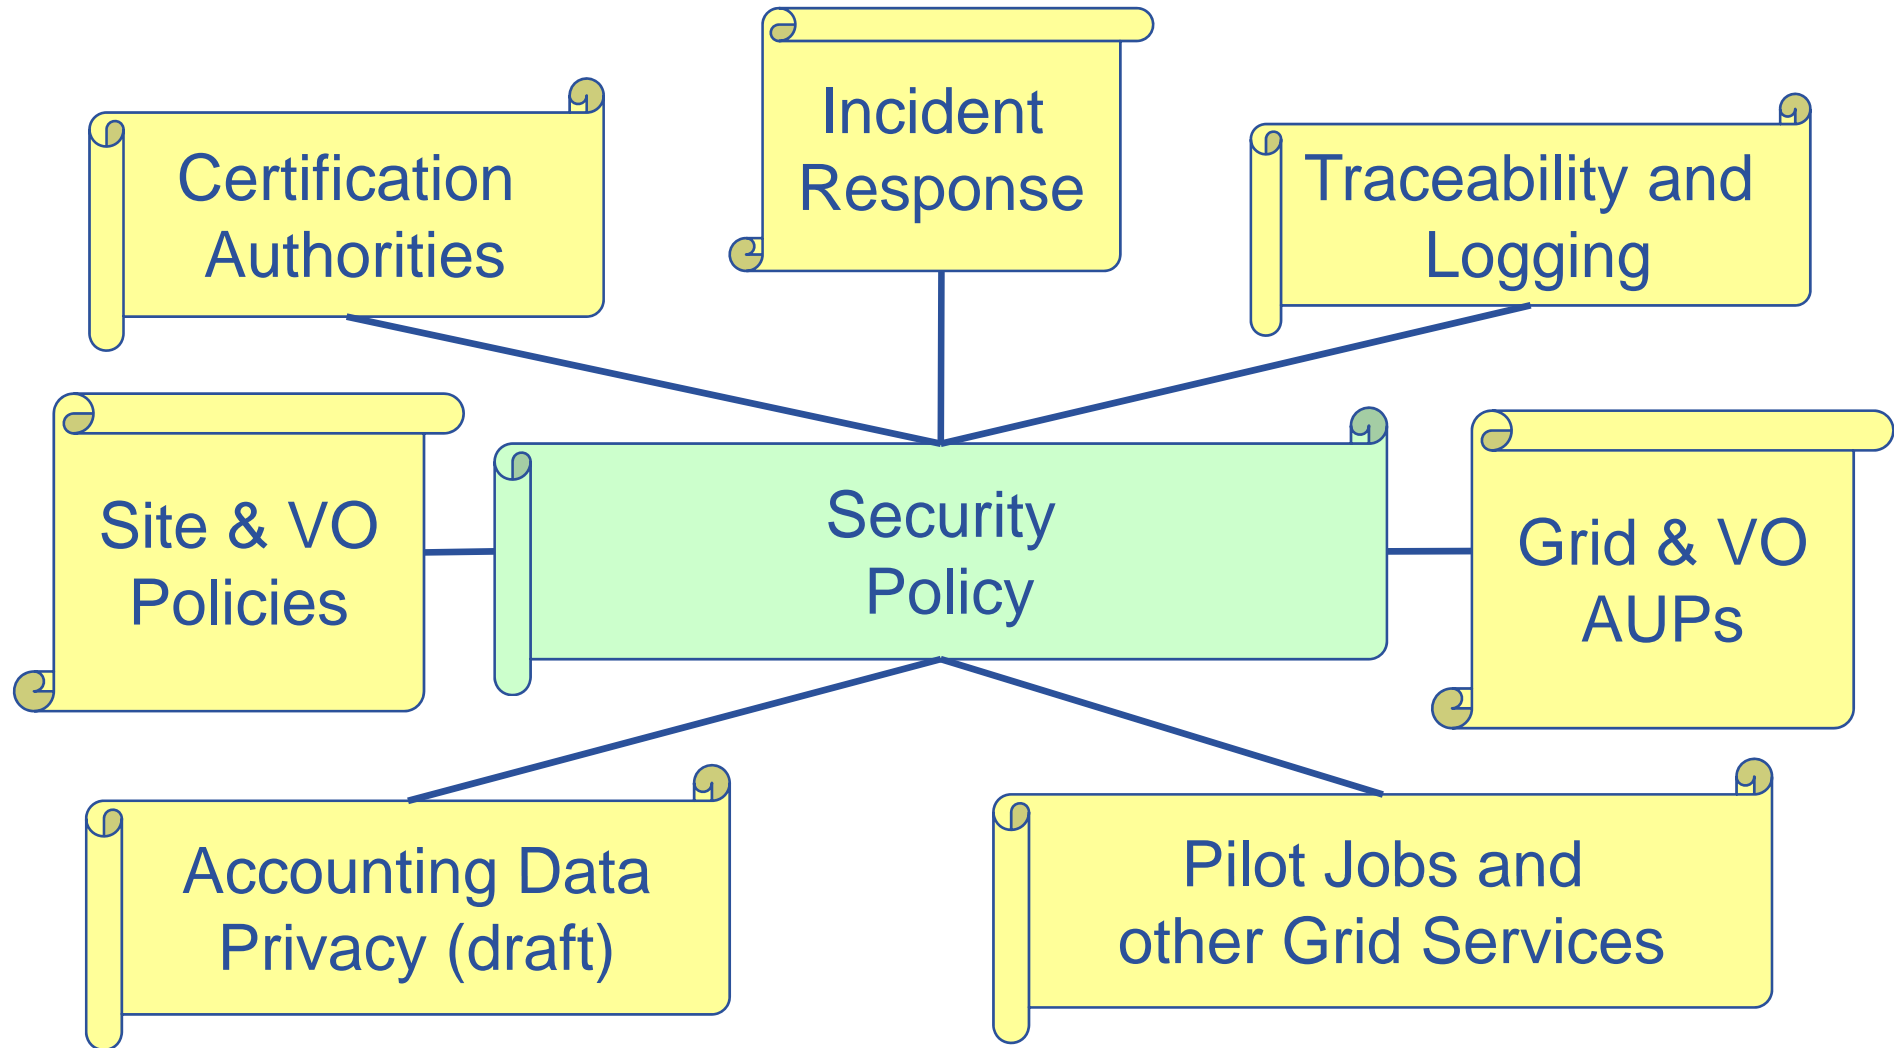 Incident
Response
Certification
Authorities
Traceability and
Logging
Site & VO
Policies
Security
Policy
Grid & VO
AUPs
Accounting Data
Privacy (draft)
Pilot Jobs and
other Grid Services